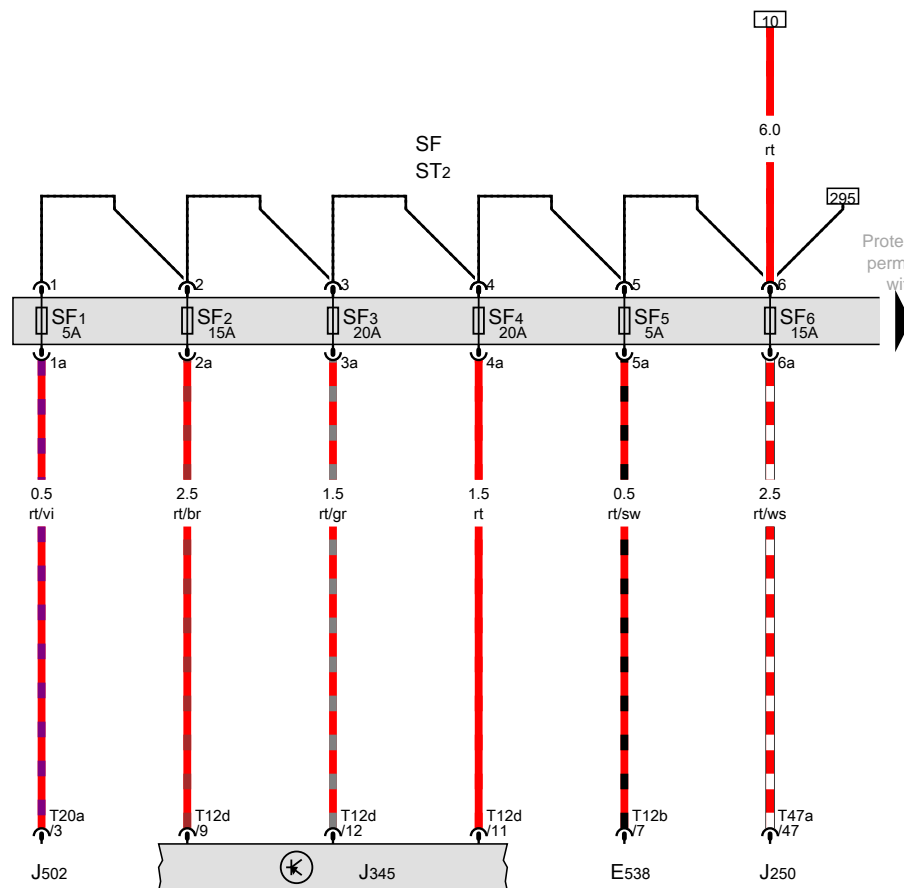 10
6.0
rt
SF
ST2
295
Prote
perm
wi
1
2
3
4
5
6
SF1
5A
SF2
15A
SF3
20A
SF4
20A
SF5
5A
SF6
15A
1a
2a
3a
4a
5a
6a
0.5
rt/vi
2.5
rt/br
1.5
rt/gr
1.5
rt
0.5
rt/sw
2.5
rt/ws
T20a
/3
T12d
/9
T12d
/12
T12d
/11
T12b
/7
T47a
/47
J502
J345
E538
J250